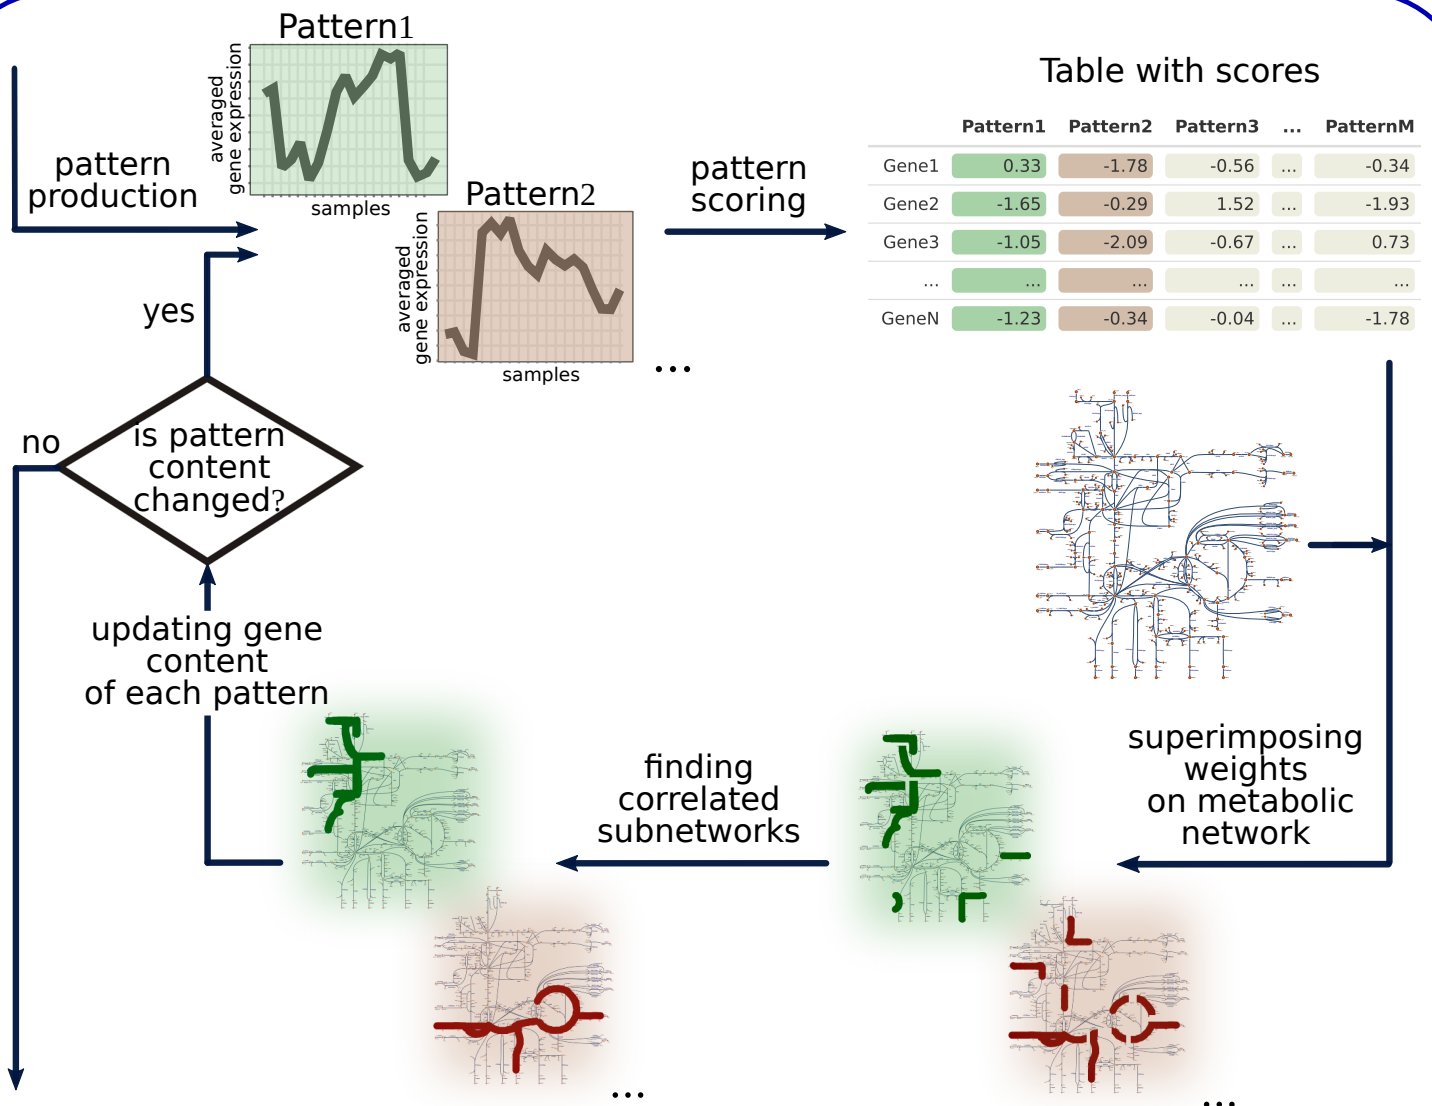 Pattern1
averaged
gene expression
samples
pattern
production
Pattern2
averaged
gene expression
samples
...
pattern
scoring
Table with scores
Pattern1 Pattern2 Pattern3 ... PatternM
Gene1 0.33 -1.78 -0.56 ... -0.34
Gene2 -1.65 -0.29 1.52 ... -1.93
Gene3 -1.05 -2.09 -0.67 ... 0.73
... ... ... ... ... ...
GeneN -1.23 -0.34 -0.04 ... -1.78
yes
no
is pattern
content
changed?
updating gene
content
of each pattern
finding
correlated
subnetworks
superimposing
weights
on metabolic
network
...
...